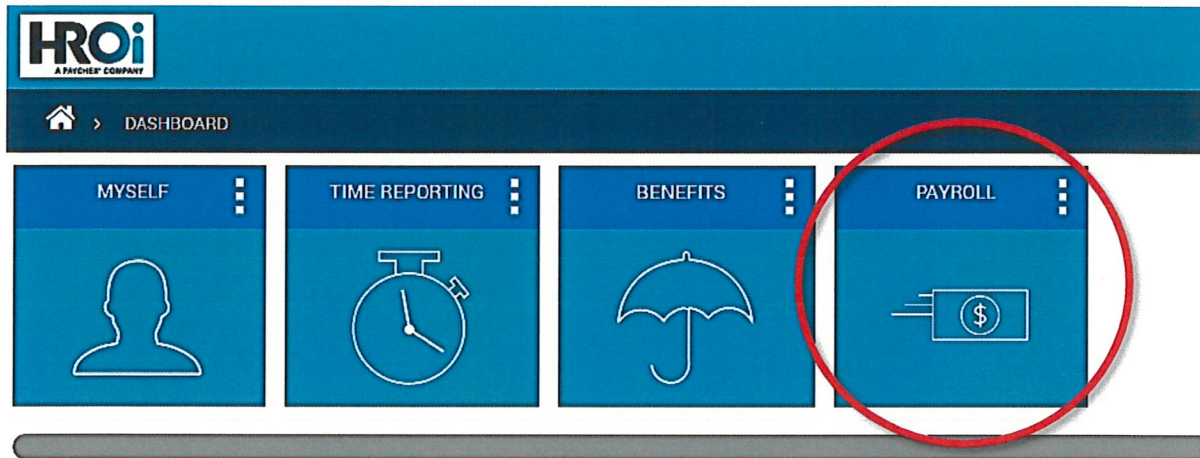 HROi
A PAYCHEX® COMPANY
> DASHBOARD
MYSELF
TIME REPORTING
BENEFITS
PAYROLL
$